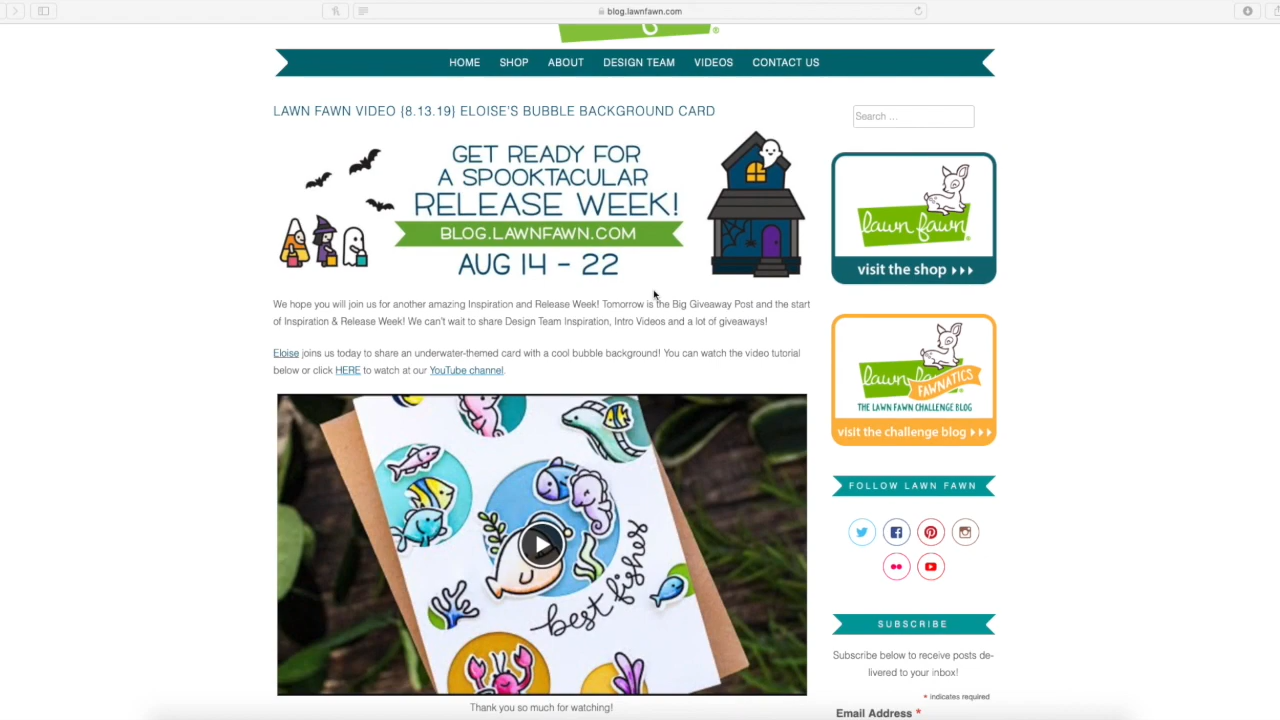 blog.lawnfawn.com
HOME SHOP ABOUT DESIGN TEAM VIDEOS CONTACT US
LAWN FAWN VIDEO {8.13.19} ELOISE'S BUBBLE BACKGROUND CARD
GET READY FOR
A SPOOKTACULAR
RELEASE WEEK!
BLOG.LAWNFAWN.COM
AUG 14 - 22
We hope you will join us for another amazing Inspiration and Release Week! Tomorrow is the Big Giveaway Post and the start
of Inspiration & Release Week! We can't wait to share Design Team Inspiration, Intro Videos and a lot of giveaways!
Eloise joins us today to share an underwater-themed card with a cool bubble background! You can watch the video tutorial
below or click HERE to watch at our YouTube channel.
best fishes
Thank you so much for watching!
Search ...
lawn fawn
visit the shop
lawn fawn
FAWNATICS
THE LAWN FAWN CHALLENGE BLOG
visit the challenge blog
FOLLOW LAWN FAWN
SUBSCRIBE
Subscribe below to receive posts de-
livered to your inbox!
* indicates required
Email Address *